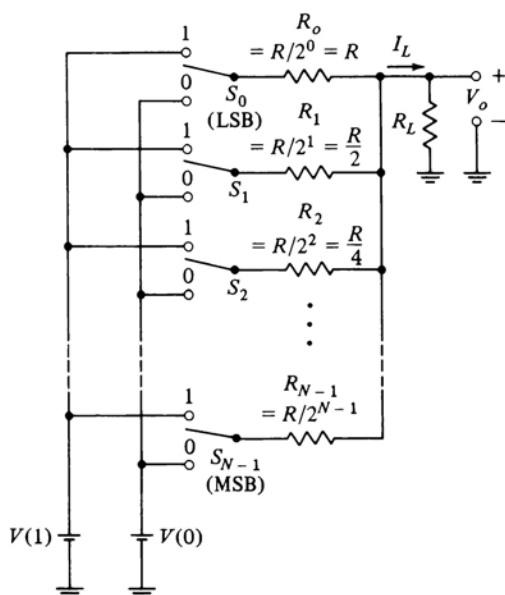 1
R_o
= R/2^0 = R
I_L
+
0
S_0
(LSB)
V_o
R_L
−
1
R_1
= R/2^1 = R/2
0
S_1
1
R_2
= R/2^2 = R/4
0
S_2
1
R_{N−1}
= R/2^{N−1}
0
S_{N−1}
(MSB)
V(1)
V(0)